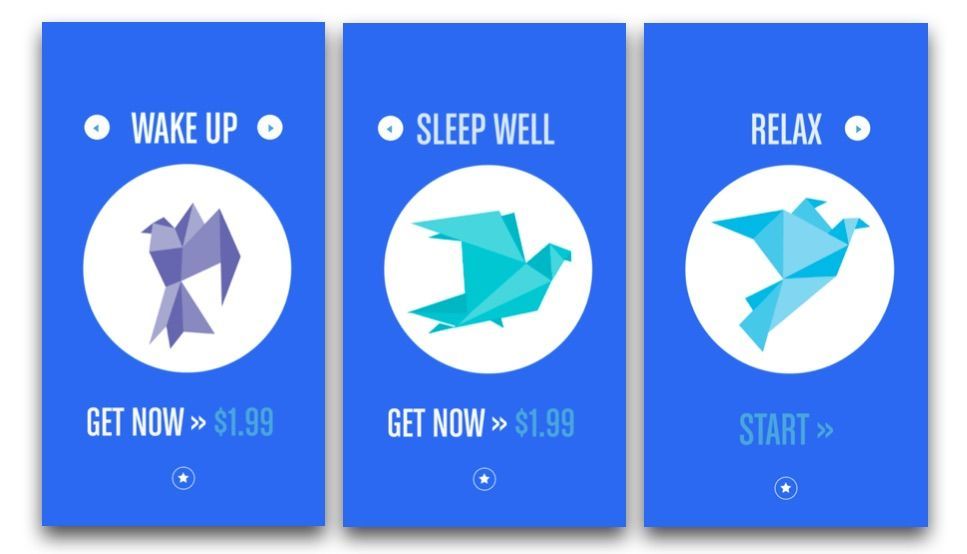 WAKE UP
GET NOW » $1.99
SLEEP WELL
GET NOW » $1.99
RELAX
START »